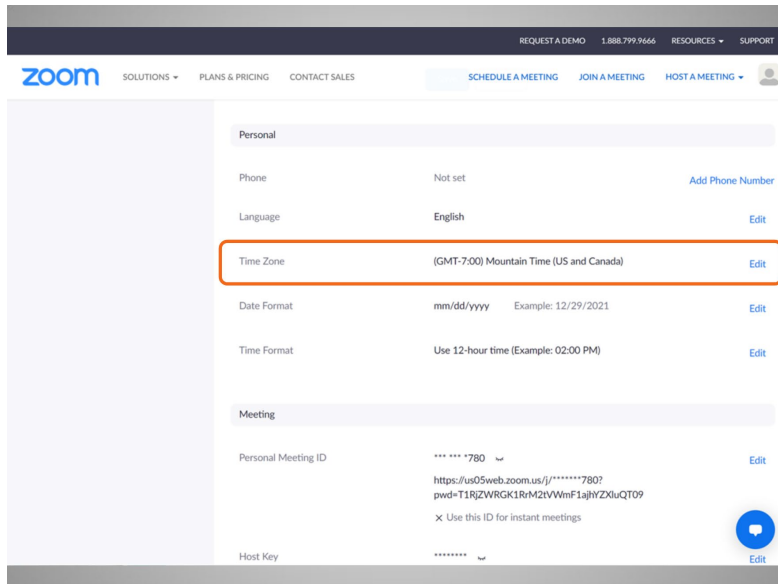 REQUEST A DEMO 1.888.799.9666 RESOURCES SUPPORT
zoom SOLUTIONS PLANS & PRICING CONTACT SALES SCHEDULE A MEETING JOIN A MEETING HOST A MEETING
Personal
Phone Not set Add Phone Number
Language English Edit
Time Zone (GMT-7:00) Mountain Time (US and Canada) Edit
Date Format mm/dd/yyyy Example: 12/29/2021 Edit
Time Format Use 12-hour time (Example: 02:00 PM) Edit
Meeting
Personal Meeting ID *** *** *780 Edit
https://us05web.zoom.us/j/*******780?
pwd=T1RjZWRGK1RrM2tVWmF1ajhYZXluQT09
Use this ID for instant meetings
Host Key ******** Edit